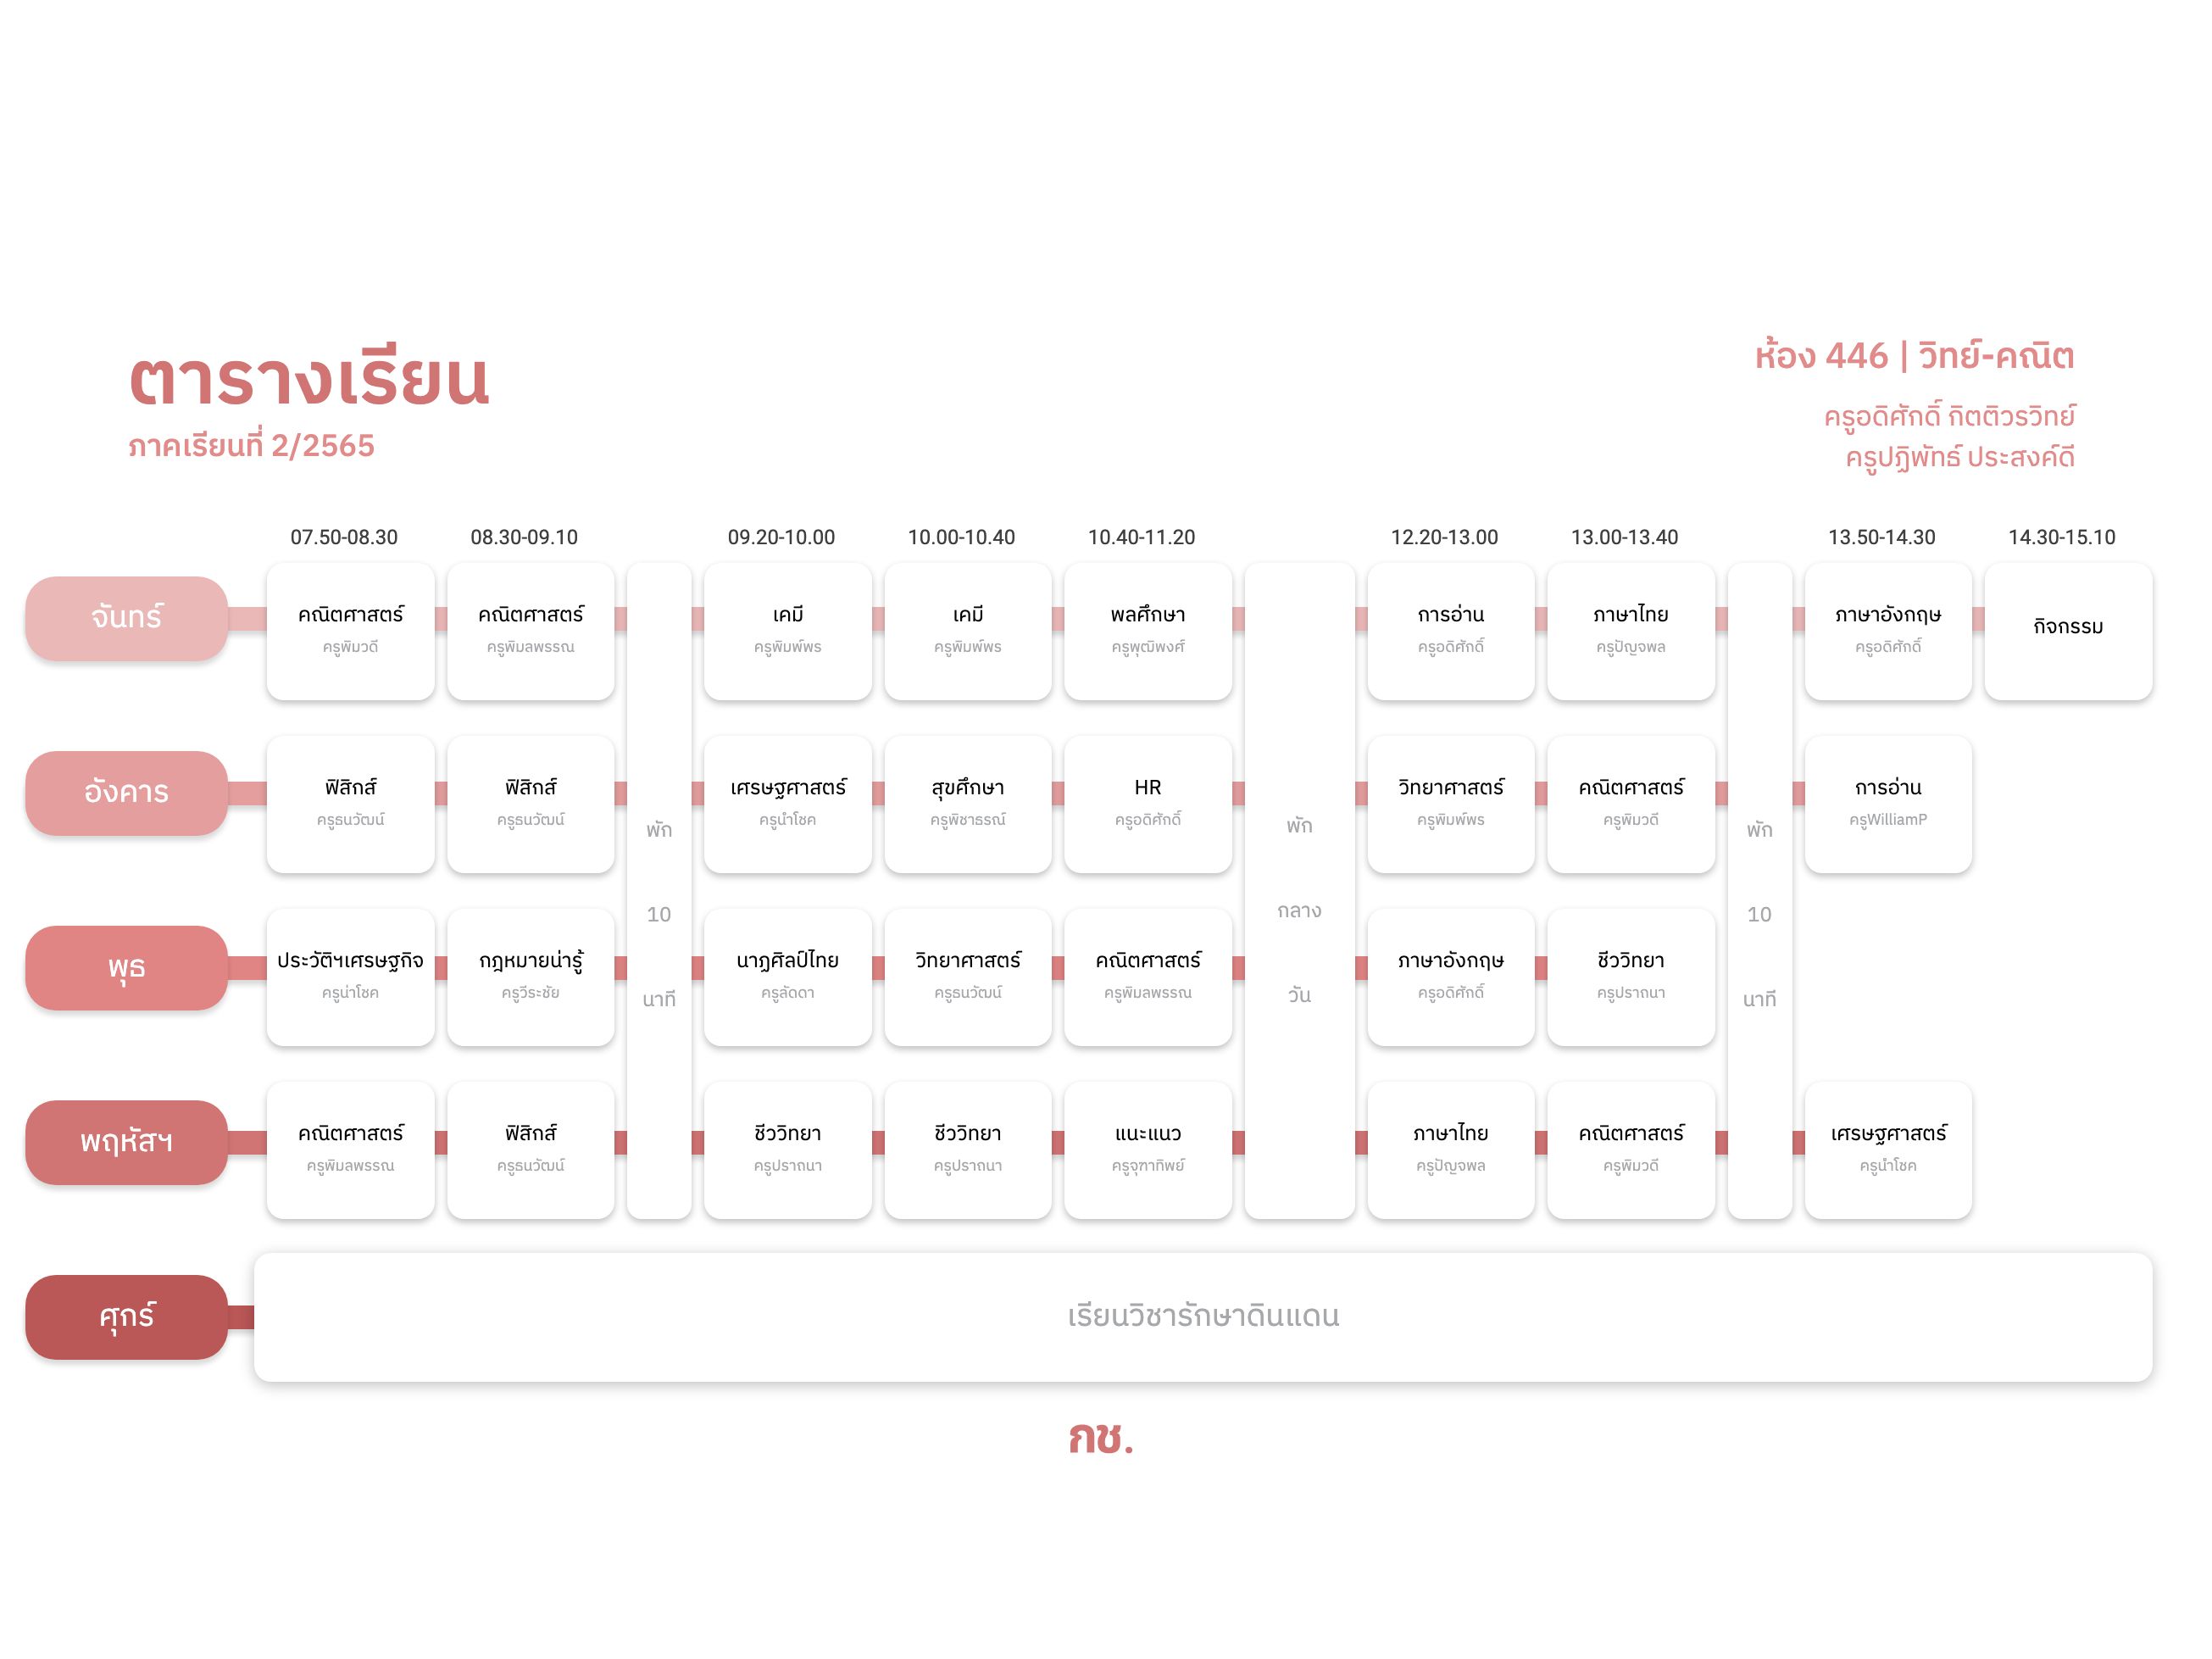 ตารางเรียน
ภาคเรียนที่ 2/2565
ห้อง 446 | วิทย์-คณิต
ครูอดิศักดิ์ กิตติวรวิทย์
ครูปฏิพัทธ์ ประสงค์ดี
07.50-08.30 08.30-09.10 09.20-10.00 10.00-10.40 10.40-11.20 12.20-13.00 13.00-13.40 13.50-14.30 14.30-15.10
จันทร์
คณิตศาสตร์ คณิตศาสตร์ เคมี เคมี พลศึกษา การอ่าน ภาษาไทย ภาษาอังกฤษ กิจกรรม
ครูพิมวดี ครูพิมลพรรณ ครูพิมพ์พร ครูพิมพ์พร ครูพุฒิพงศ์ ครูอดิศักดิ์ ครูปัญจพล ครูอดิศักดิ์
อังคาร
ฟิสิกส์ ฟิสิกส์ เศรษฐศาสตร์ สุขศึกษา HR วิทยาศาสตร์ คณิตศาสตร์ การอ่าน
ครูธนวัฒน์ ครูธนวัฒน์ ครูนำโชค ครูพิชาธรณ์ ครูอดิศักดิ์ ครูพิมพ์พร ครูพิมวดี ครูWilliamP
พัก
10
นาที
พัก
กลาง
วัน
พัก
10
นาที
พุธ
ประวัติฯเศรษฐกิจ กฎหมายน่ารู้ นาฏศิลป์ไทย วิทยาศาสตร์ คณิตศาสตร์ ภาษาอังกฤษ ชีววิทยา
ครูน่าโชค ครูวีระชัย ครูลัดดา ครูธนวัฒน์ ครูพิมลพรรณ ครูอดิศักดิ์ ครูปราถนา
พฤหัสฯ
คณิตศาสตร์ ฟิสิกส์ ชีววิทยา ชีววิทยา แนะแนว ภาษาไทย คณิตศาสตร์ เศรษฐศาสตร์
ครูพิมลพรรณ ครูธนวัฒน์ ครูปราถนา ครูปราถนา ครูจุฑาทิพย์ ครูปัญจพล ครูพิมวดี ครูนำโชค
ศุกร์
เรียนวิชารักษาดินแดน
กช.